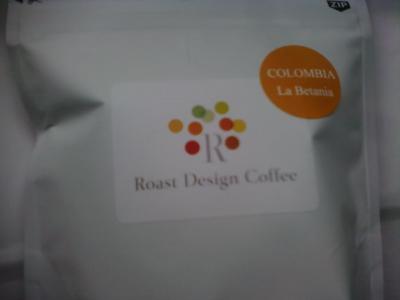 ZIP
COLOMBIA
La Betania
R
Roast Design Coffee